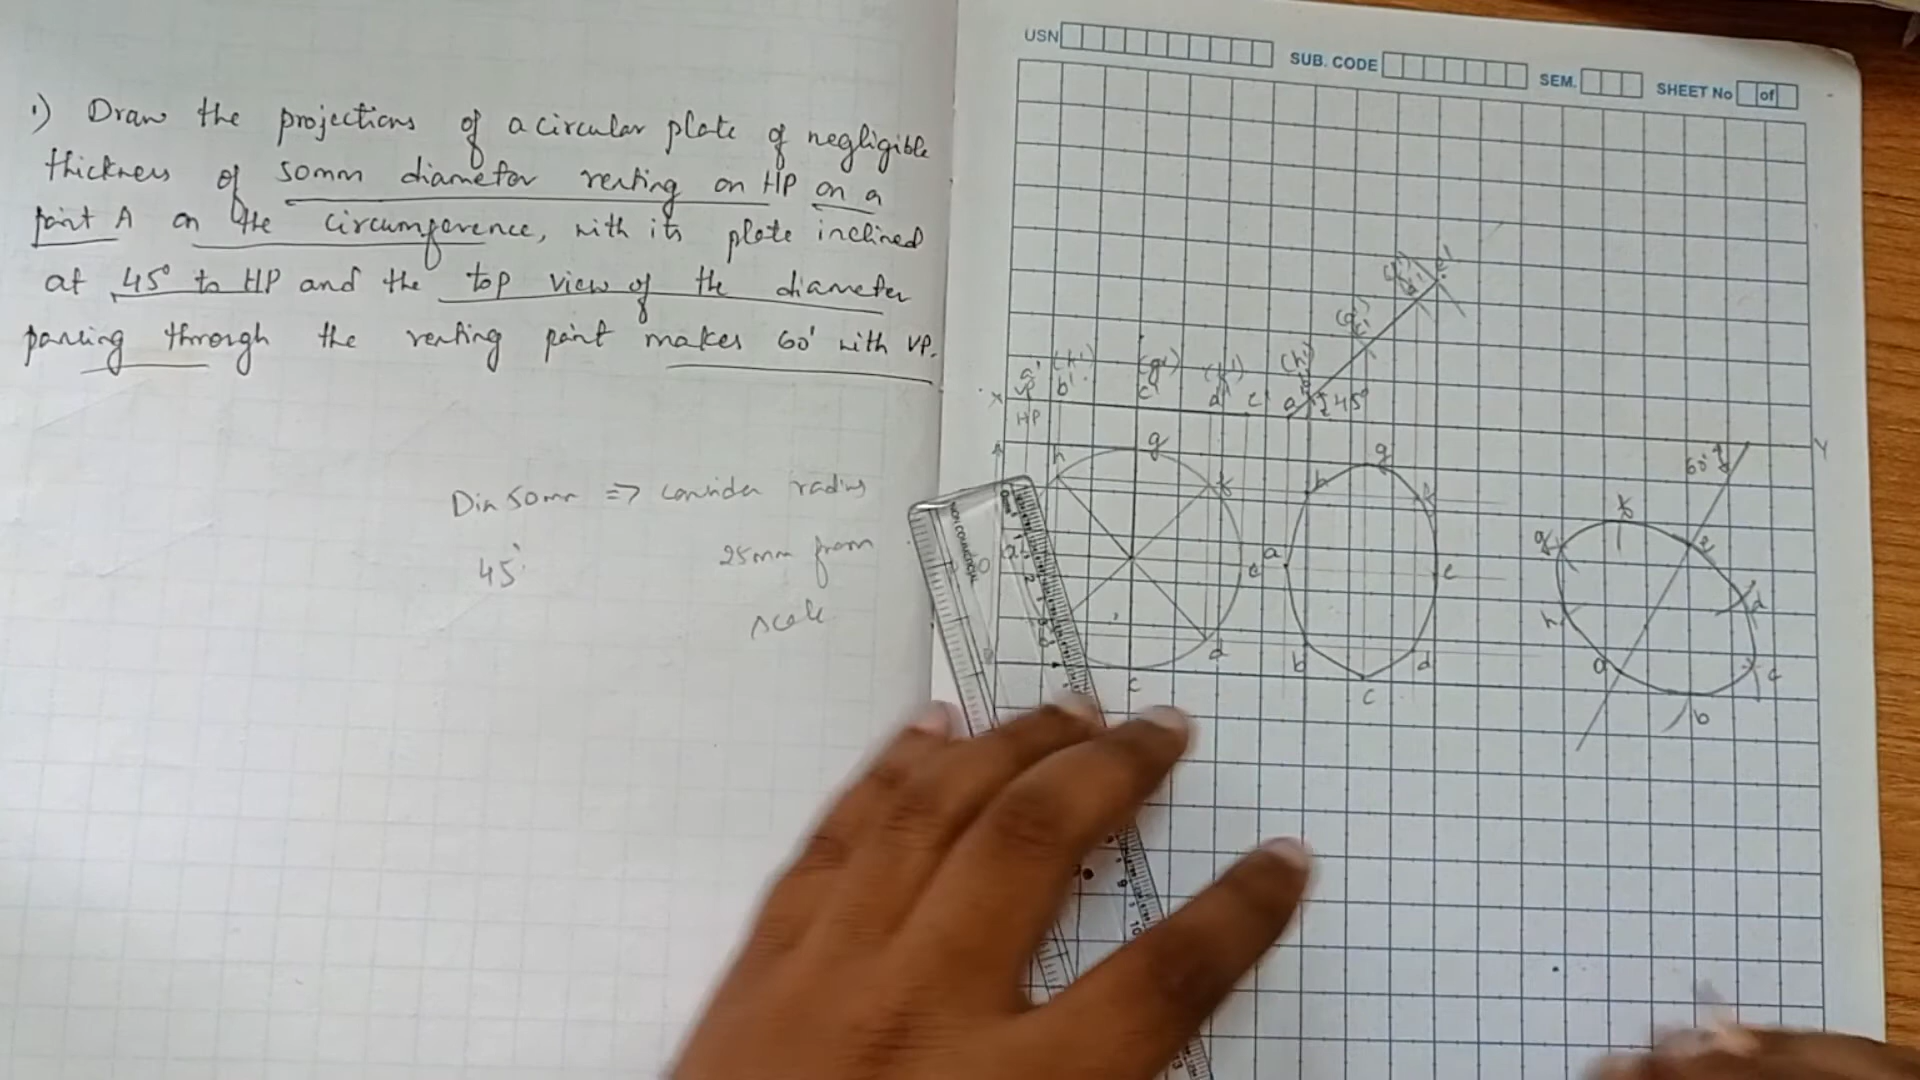 1) Draw the projections of a circular plate of negligible
thickness of 50mm diameter resting on HP on a
point A on the circumference, with its plate inclined
at 45° to HP and the top view of the diameter
passing through the resting point makes 60° with VP.
Dia 50mm => consider radius
45°
25mm from
scale
USN
SUB. CODE
SEM.
SHEET No of
e'
(h')
a' (h') (g') (f')
VP b' c' d' e' a' 45°
X
HP
Y
60°
h g f
b g f
a e a e
b d
d
c
c
f
g e
h d
a c
b
NON COMMERCIAL